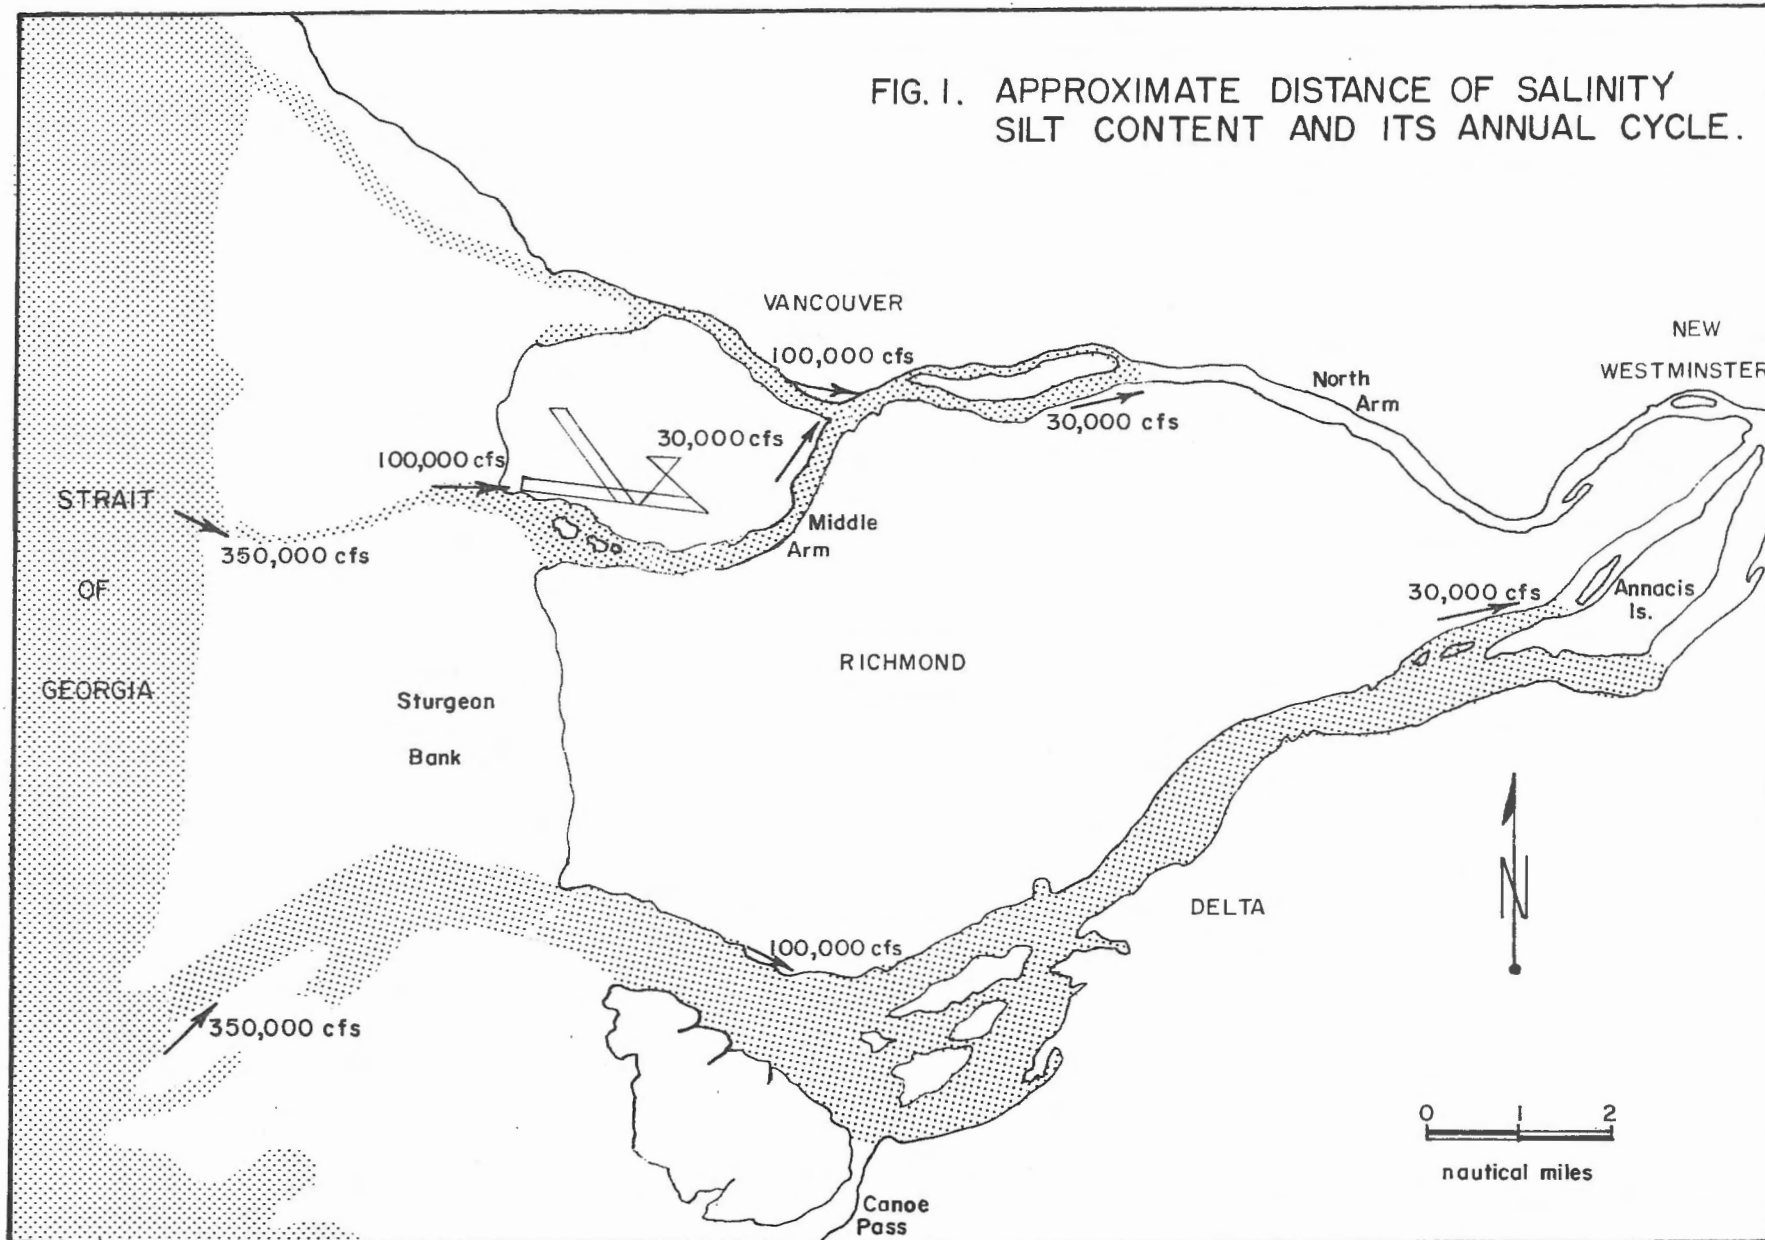 FIG. 1. APPROXIMATE DISTANCE OF SALINITY
SILT CONTENT AND ITS ANNUAL CYCLE.
VANCOUVER
100,000 cfs
NEW
WESTMINSTER
North
Arm
30,000 cfs
30,000 cfs
100,000 cfs
STRAIT
OF
GEORGIA
350,000 cfs
Middle
Arm
30,000 cfs
Annacis
Is.
RICHMOND
Sturgeon
Bank
N
DELTA
100,000 cfs
350,000 cfs
0 1 2
nautical miles
Canoe
Pass